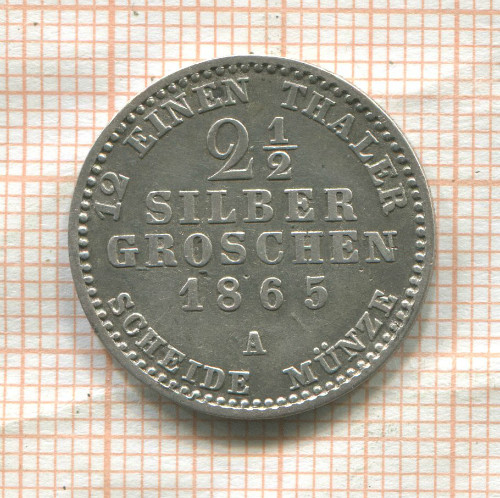 12 EINEN THALER
2 1/2
SILBER
GROSCHEN
1865
A
SCHEIDE MÜNZE